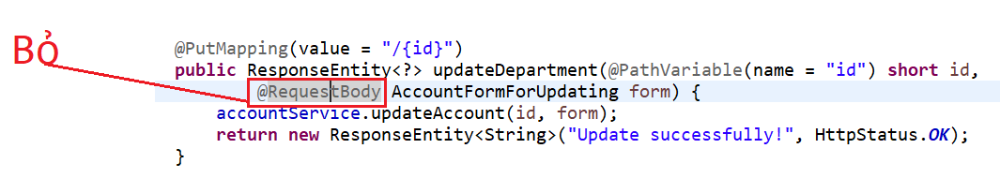 Bỏ
@PutMapping(value = "/{id}")
public ResponseEntity<?> updateDepartment(@PathVariable(name = "id") short id,
@RequestBody AccountFormForUpdating form) {
accountService.updateAccount(id, form);
return new ResponseEntity<String>("Update successfully!", HttpStatus.OK);
}